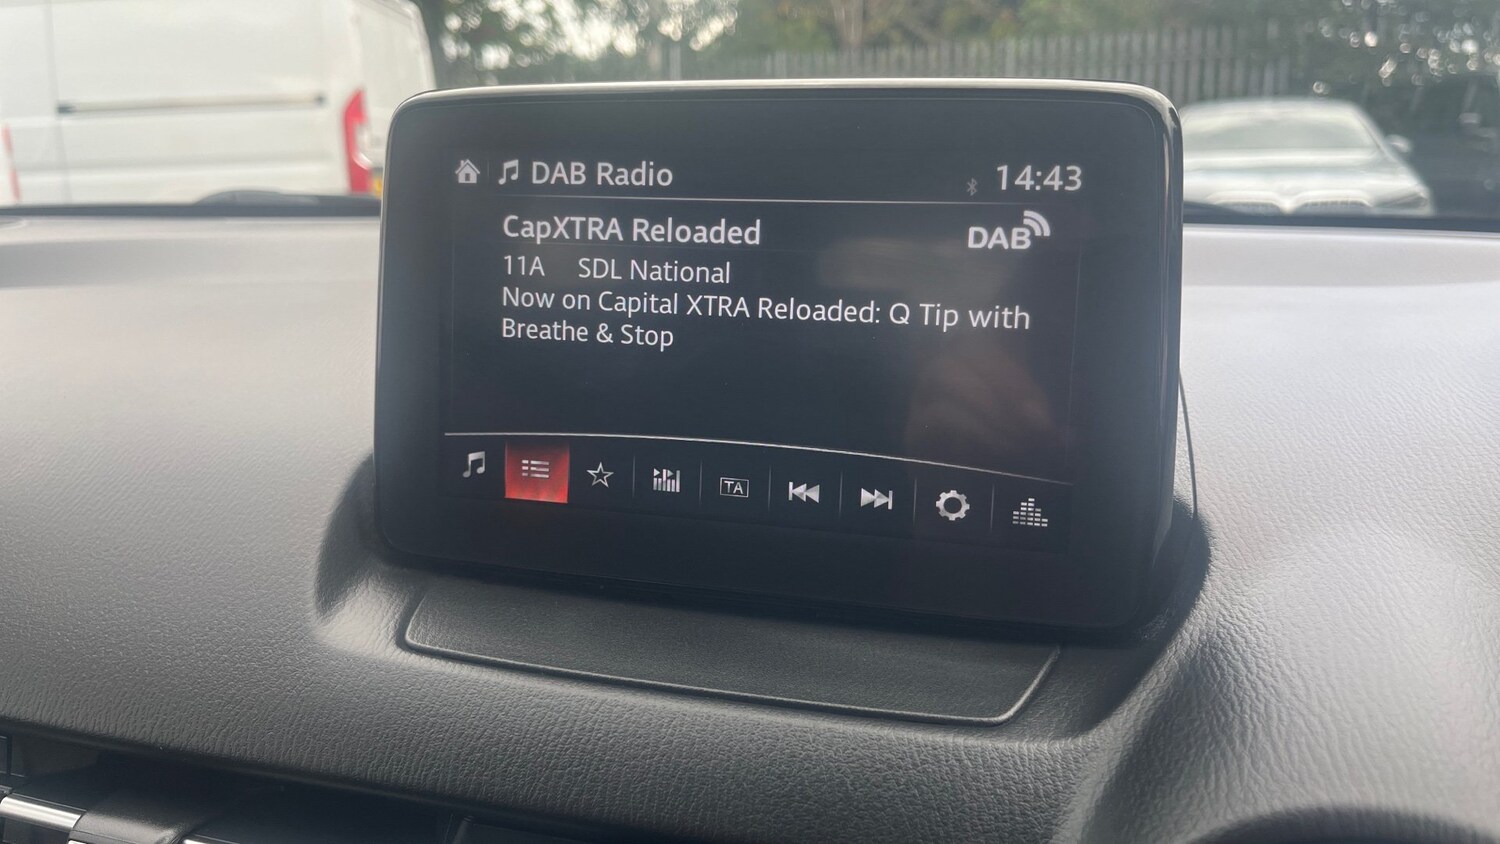 DAB Radio 14:43
CapXTRA Reloaded DAB
11A SDL National
Now on Capital XTRA Reloaded: Q Tip with
Breathe & Stop
TA